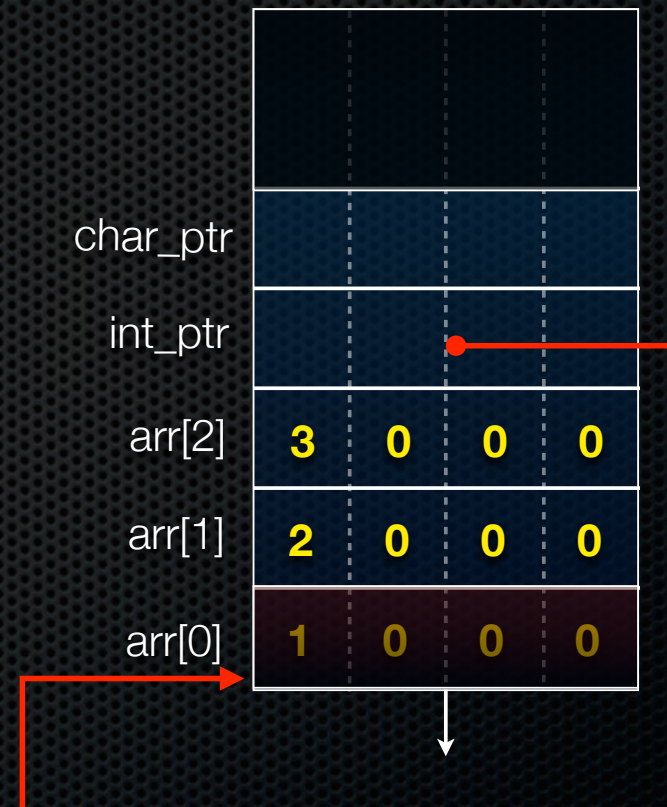 char_ptr
int_ptr
arr[2] 3 0 0 0
arr[1] 2 0 0 0
arr[0] 1 0 0 0